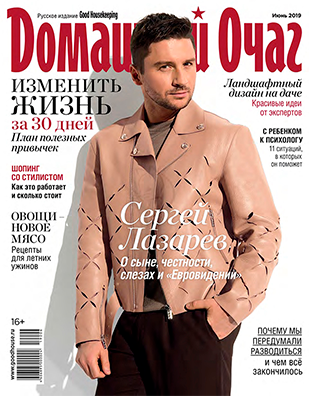 Русское издание Good Housekeeping
Июнь 2019
Домашний Очаг
ИЗМЕНИТЬ
ЖИЗНЬ
за 30 дней
План полезных
привычек
ШОПИНГ
СО СТИЛИСТОМ
Как это работает
и сколько стоит
ОВОЩИ –
НОВОЕ
МЯСО
Рецепты
для летних
ужинов
Ландшафтный
дизайн на даче
Красивые идеи
от экспертов
С РЕБЕНКОМ
К ПСИХОЛОГУ
11 ситуаций,
в которых
он поможет
Сергей
Лазарев
О сыне, честности,
слезах и «Евровидении»
ПОЧЕМУ МЫ
ПЕРЕДУМАЛИ
РАЗВОДИТЬСЯ
и чем всё
закончилось
16+
www.goodhouse.ru